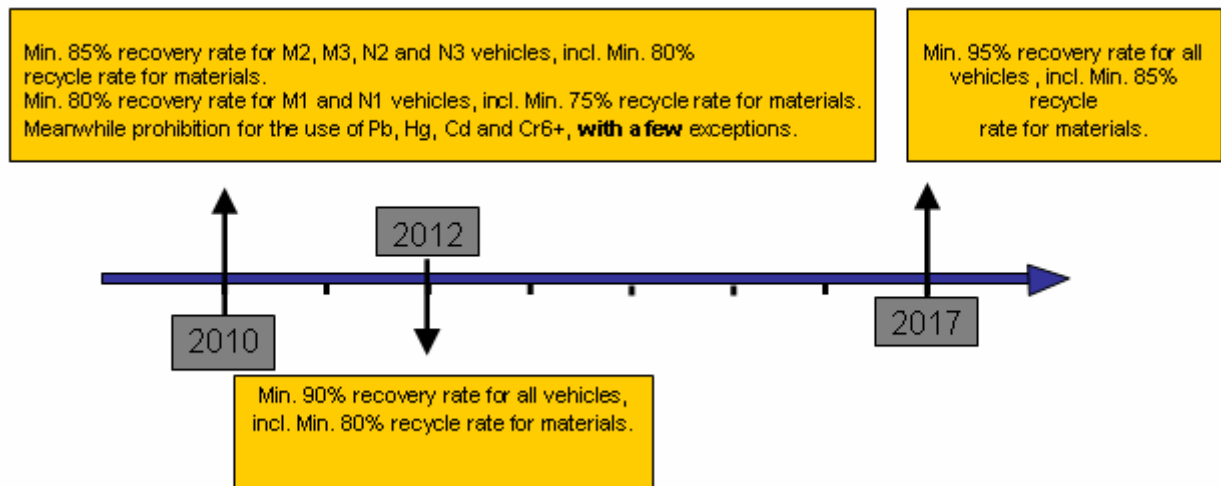 Min. 85% recovery rate for M2, M3, N2 and N3 vehicles, incl. Min. 80%
recycle rate for materials.
Min. 80% recovery rate for M1 and N1 vehicles, incl. Min. 75% recycle rate for materials.
Meanwhile prohibition for the use of Pb, Hg, Cd and Cr6+, with a few exceptions.
Min. 95% recovery rate for all
vehicles , incl. Min. 85%
recycle
rate for materials.
2012
2010
2017
Min. 90% recovery rate for all vehicles,
incl. Min. 80% recycle rate for materials.